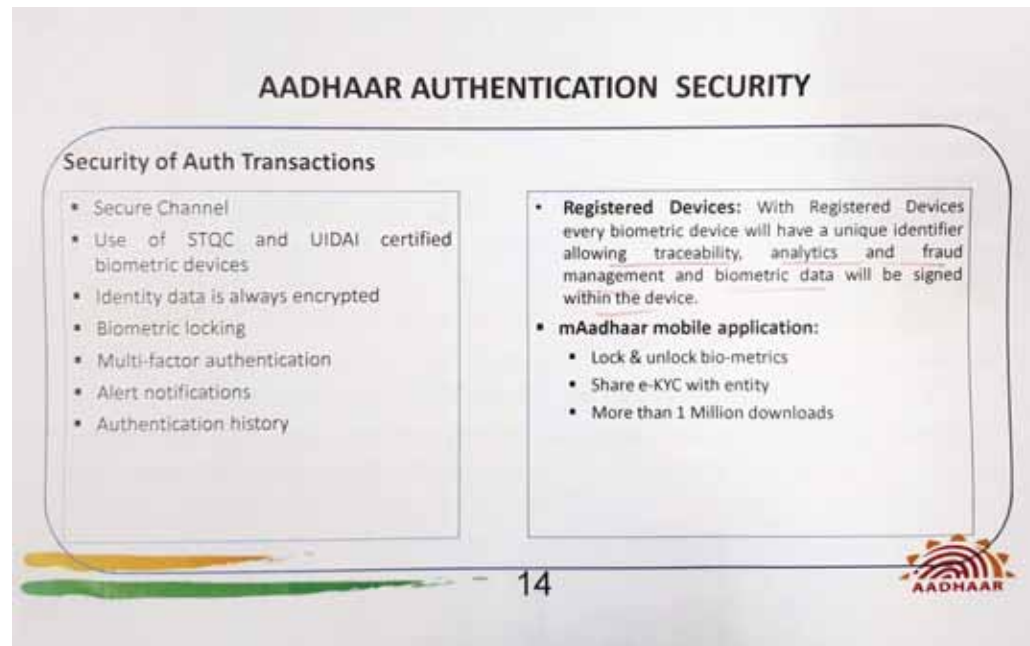 AADHAAR AUTHENTICATION SECURITY
Security of Auth Transactions
▪ Secure Channel
▪ Use of STQC and UIDAI certified
biometric devices
▪ Identity data is always encrypted
▪ Biometric locking
▪ Multi-factor authentication
▪ Alert notifications
▪ Authentication history
• Registered Devices: With Registered Devices
every biometric device will have a unique identifier
allowing traceability, analytics and fraud
management and biometric data will be signed
within the device.
▪ mAadhaar mobile application:
▪ Lock & unlock bio-metrics
▪ Share e-KYC with entity
▪ More than 1 Million downloads
14
AADHAAR